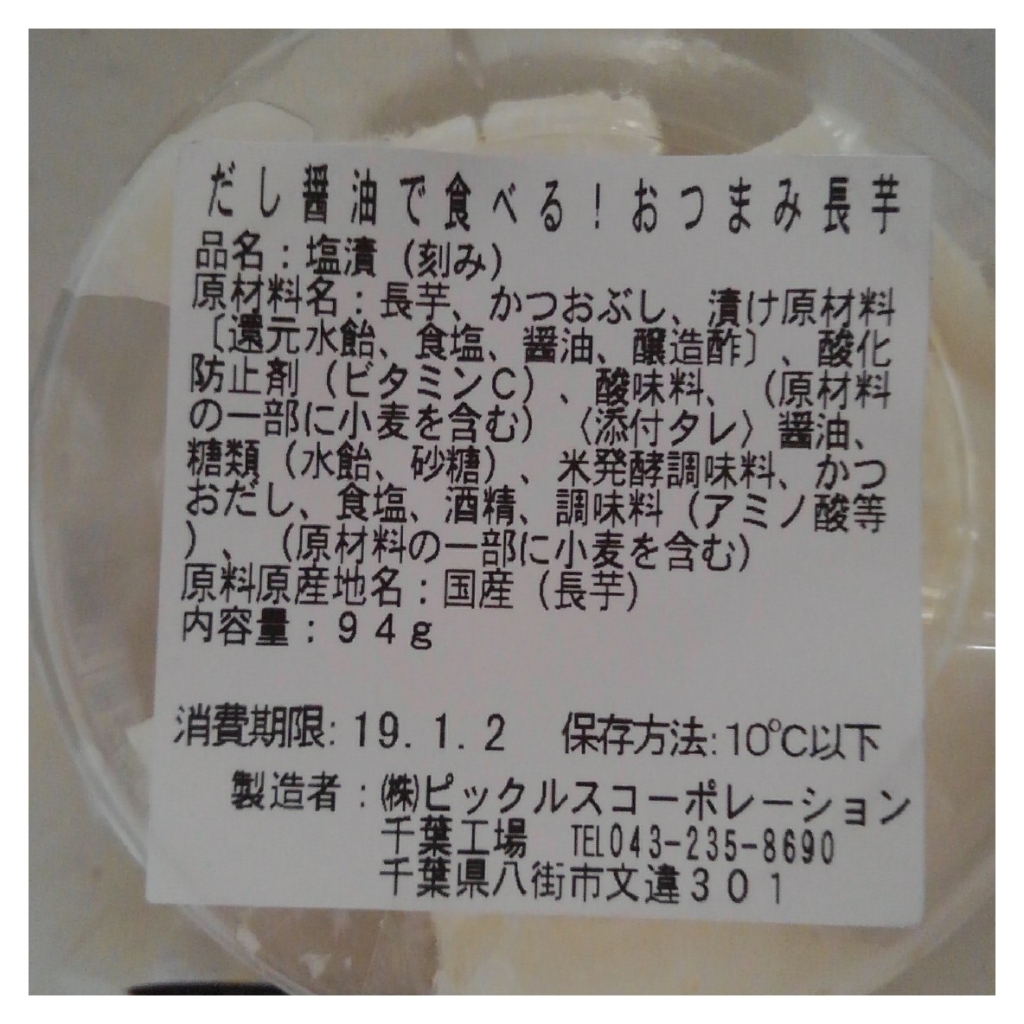 だし醤油で食べる!おつまみ長芋
品名:塩漬(刻み)
原材料名:長芋、かつおぶし、漬け原材料
〔還元水飴、食塩、醤油、醸造酢〕、酸化
防止剤(ビタミンC)、酸味料、(原材料
の一部に小麦を含む)〈添付タレ〉醤油、
糖類(水飴、砂糖)、米発酵調味料、かつ
おだし、食塩、酒精、調味料(アミノ酸等
)、(原材料の一部に小麦を含む)
原料原産地名:国産(長芋)
内容量:94g
消費期限:19.1.2 保存方法:10℃以下
製造者:㈱ピックルスコーポレーション
千葉工場 TEL043-235-8690
千葉県八街市文違301